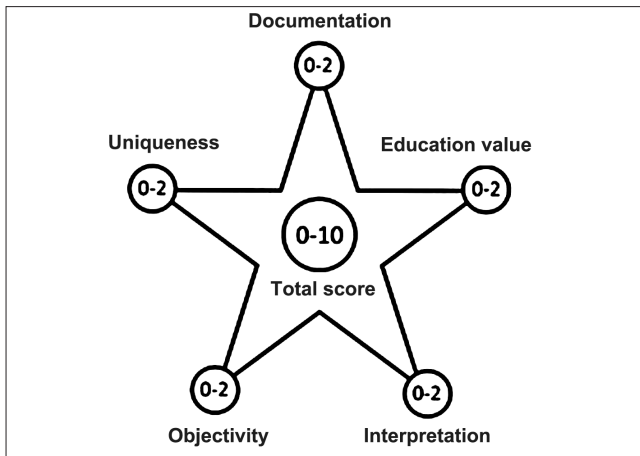 Documentation
0-2
Uniqueness
Education value
0-2
0-2
0-10
Total score
0-2
0-2
Objectivity
Interpretation